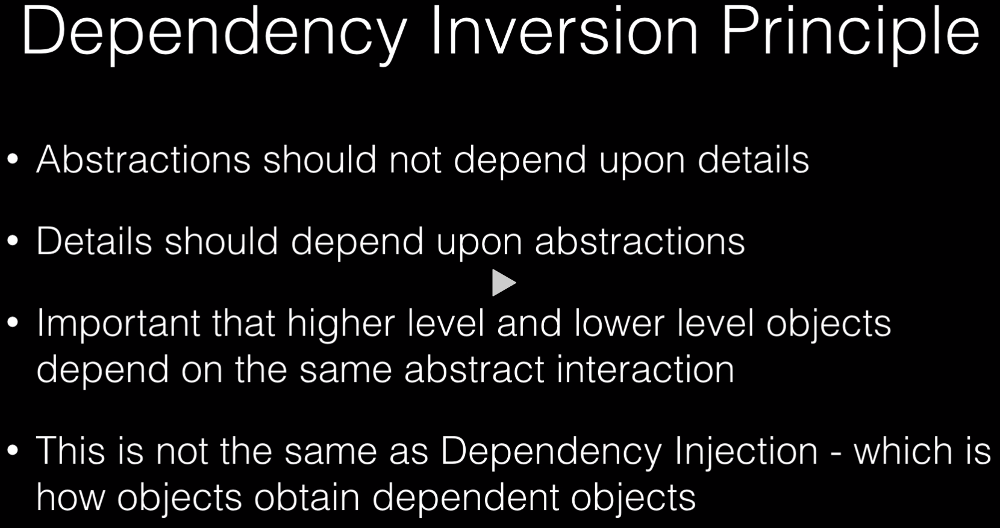 Dependency Inversion Principle
• Abstractions should not depend upon details
• Details should depend upon abstractions
• Important that higher level and lower level objects
depend on the same abstract interaction
• This is not the same as Dependency Injection - which is
how objects obtain dependent objects